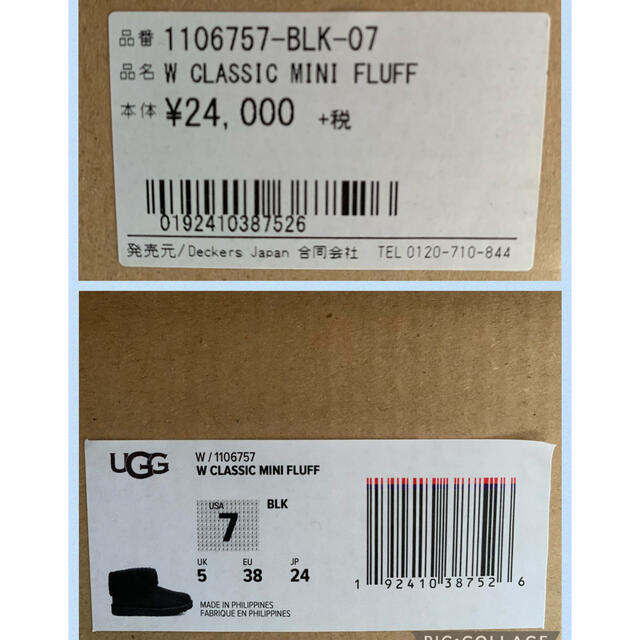 品番 1106757-BLK-07
品名 W CLASSIC MINI FLUFF
本体 ¥24,000 +税
0192410387526
発売元/Deckers Japan 合同会社 TEL 0120-710-844
UGG
W / 1106757
W CLASSIC MINI FLUFF
USA
7
BLK
UK EU JP
5 38 24
MADE IN PHILIPPINES
FABRIQUE EN PHILIPPINES
1 92410 38752 6
PIC•COLLAGE